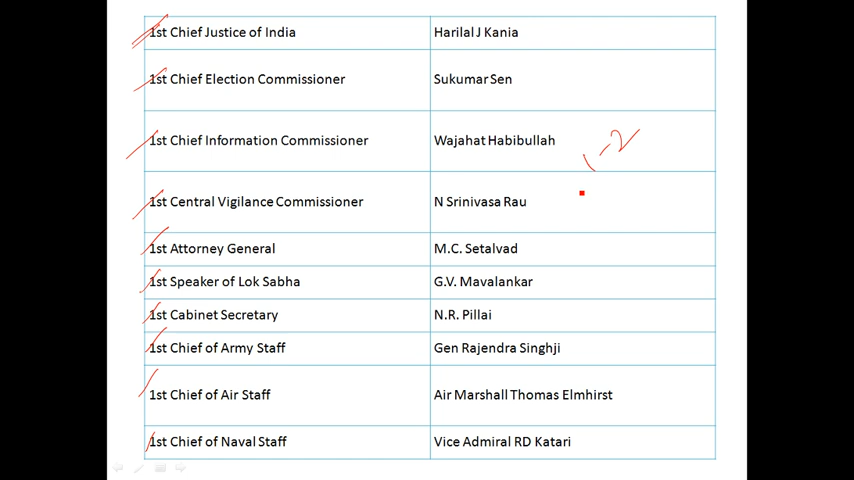 1st Chief Justice of India Harilal J Kania
1st Chief Election Commissioner Sukumar Sen
1st Chief Information Commissioner Wajahat Habibullah
1-2
1st Central Vigilance Commissioner N Srinivasa Rau
1st Attorney General M.C. Setalvad
1st Speaker of Lok Sabha G.V. Mavalankar
1st Cabinet Secretary N.R. Pillai
1st Chief of Army Staff Gen Rajendra Singhji
1st Chief of Air Staff Air Marshall Thomas Elmhirst
1st Chief of Naval Staff Vice Admiral RD Katari